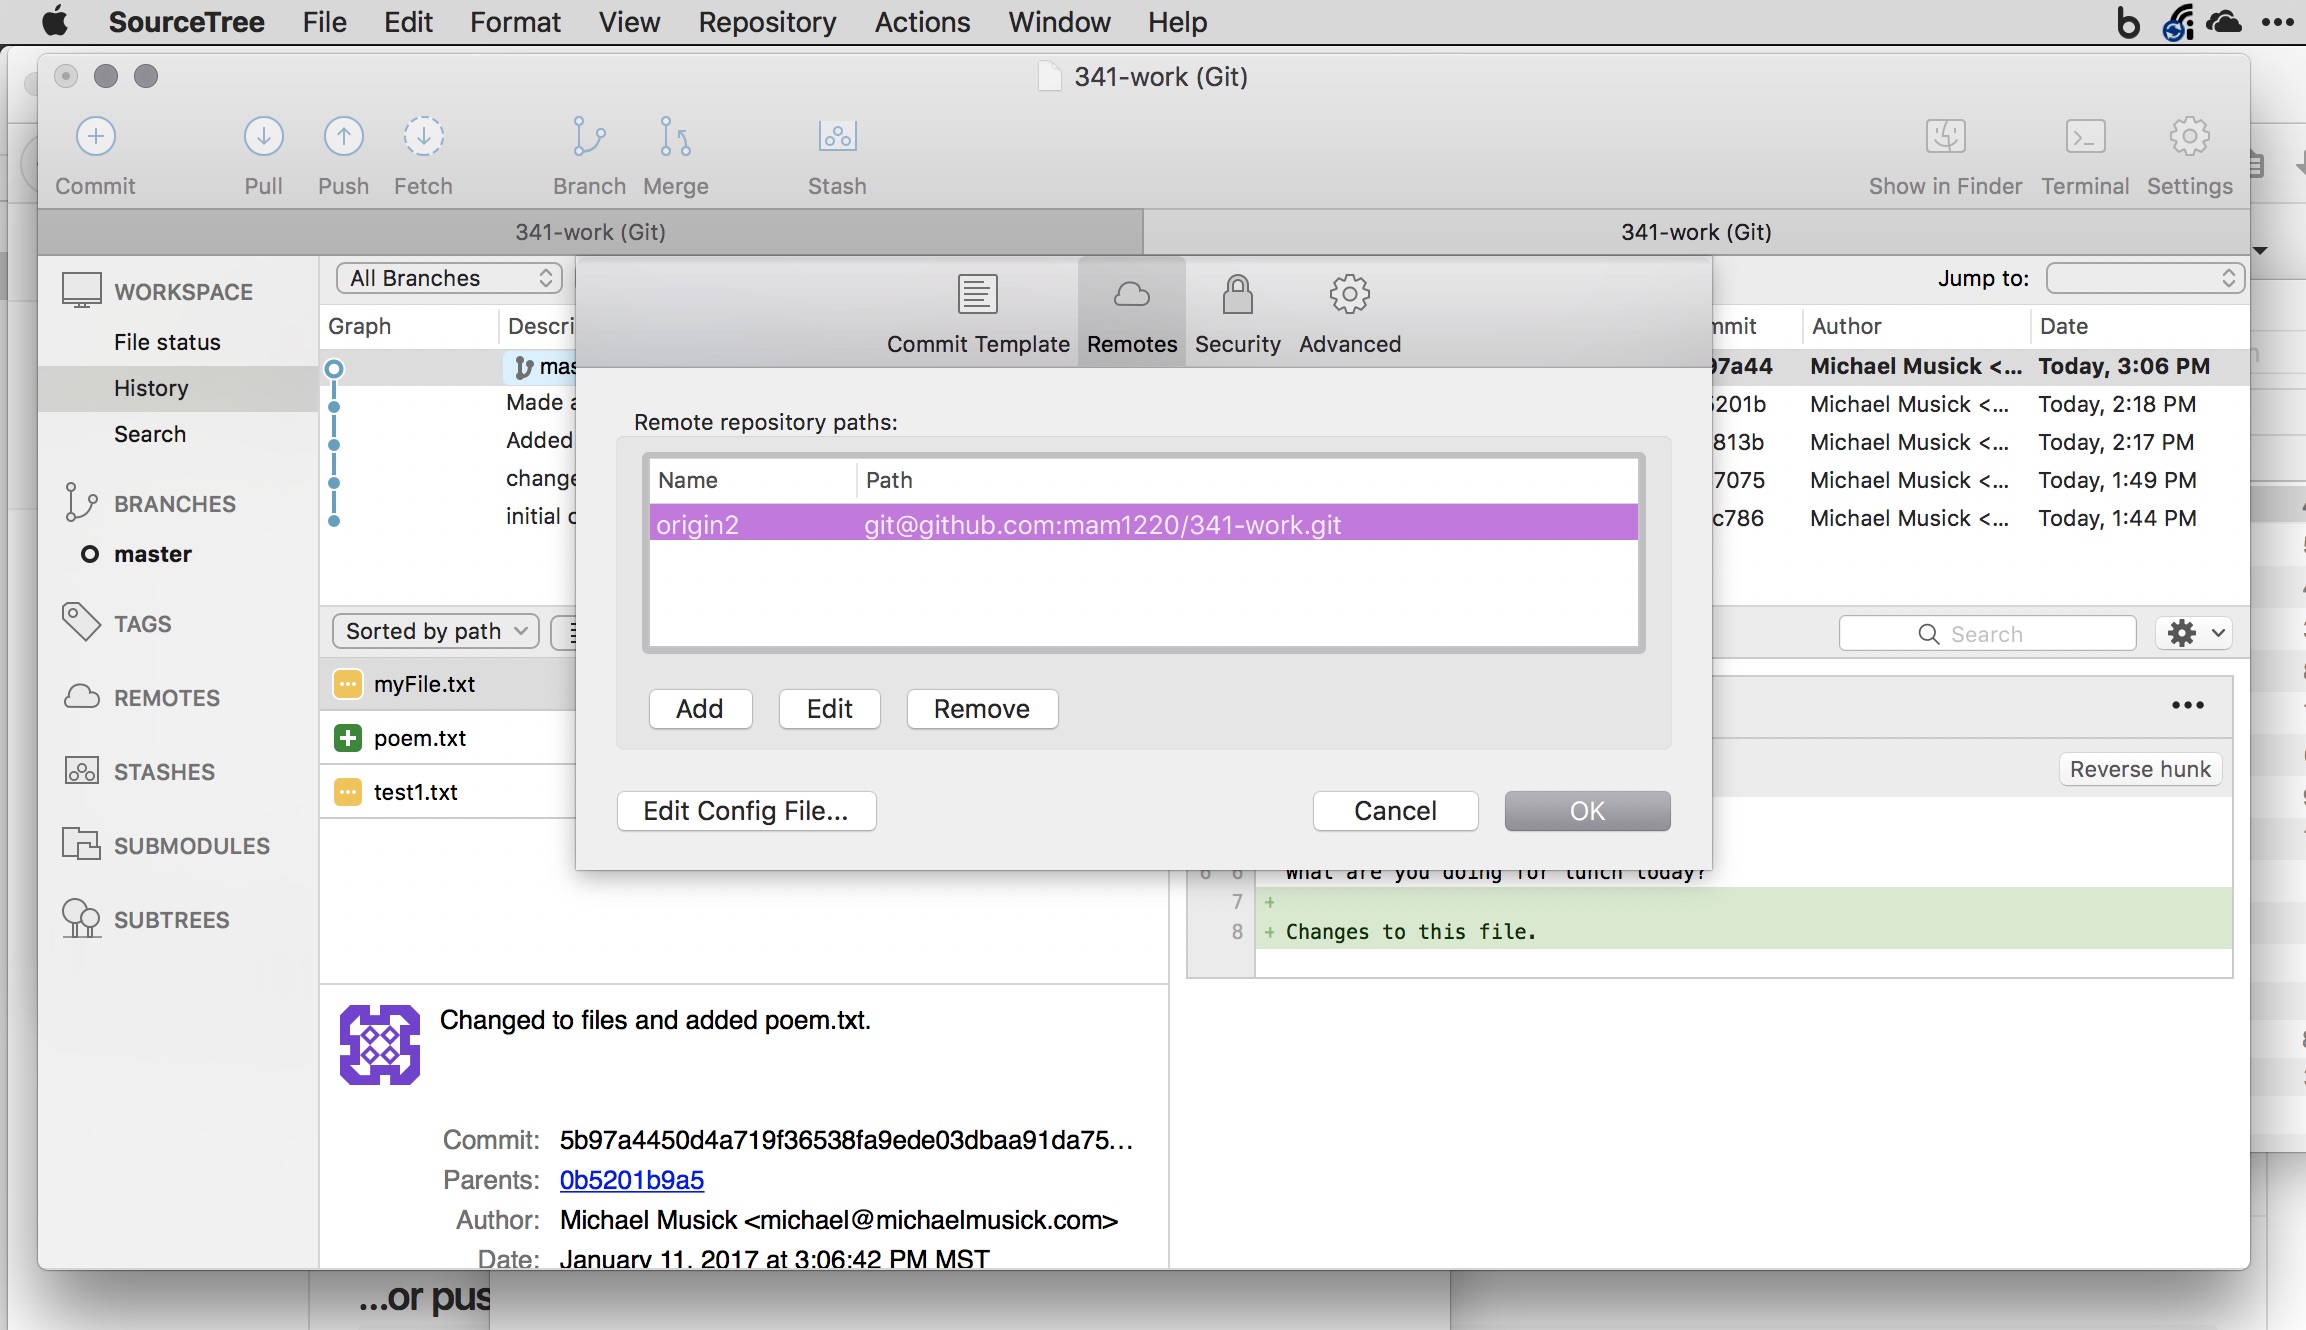 SourceTree File Edit Format View Repository Actions Window Help
341-work (Git)
Commit Pull Push Fetch Branch Merge Stash Show in Finder Terminal Settings
341-work (Git) 341-work (Git)
WORKSPACE
File status
History
Search
BRANCHES
master
TAGS
REMOTES
STASHES
SUBMODULES
SUBTREES
All Branches
Jump to:
Graph Descri
mmit Author Date
mas
97a44 Michael Musick <... Today, 3:06 PM
Made a
5201b Michael Musick <... Today, 2:18 PM
Added
813b Michael Musick <... Today, 2:17 PM
change
7075 Michael Musick <... Today, 1:49 PM
initial c
c786 Michael Musick <... Today, 1:44 PM
Commit Template Remotes Security Advanced
Remote repository paths:
Name Path
origin2 git@github.com:mam1220/341-work.git
Add Edit Remove
Edit Config File... Cancel OK
Sorted by path
Search
myFile.txt
poem.txt
test1.txt
Reverse hunk
6 6 What are you doing for lunch today?
7 +
8 + Changes to this file.
Changed to files and added poem.txt.
Commit: 5b97a4450d4a719f36538fa9ede03dbaa91da75...
Parents: 0b5201b9a5
Author: Michael Musick <michael@michaelmusick.com>
Date: January 11, 2017 at 3:06:42 PM MST
...or pus